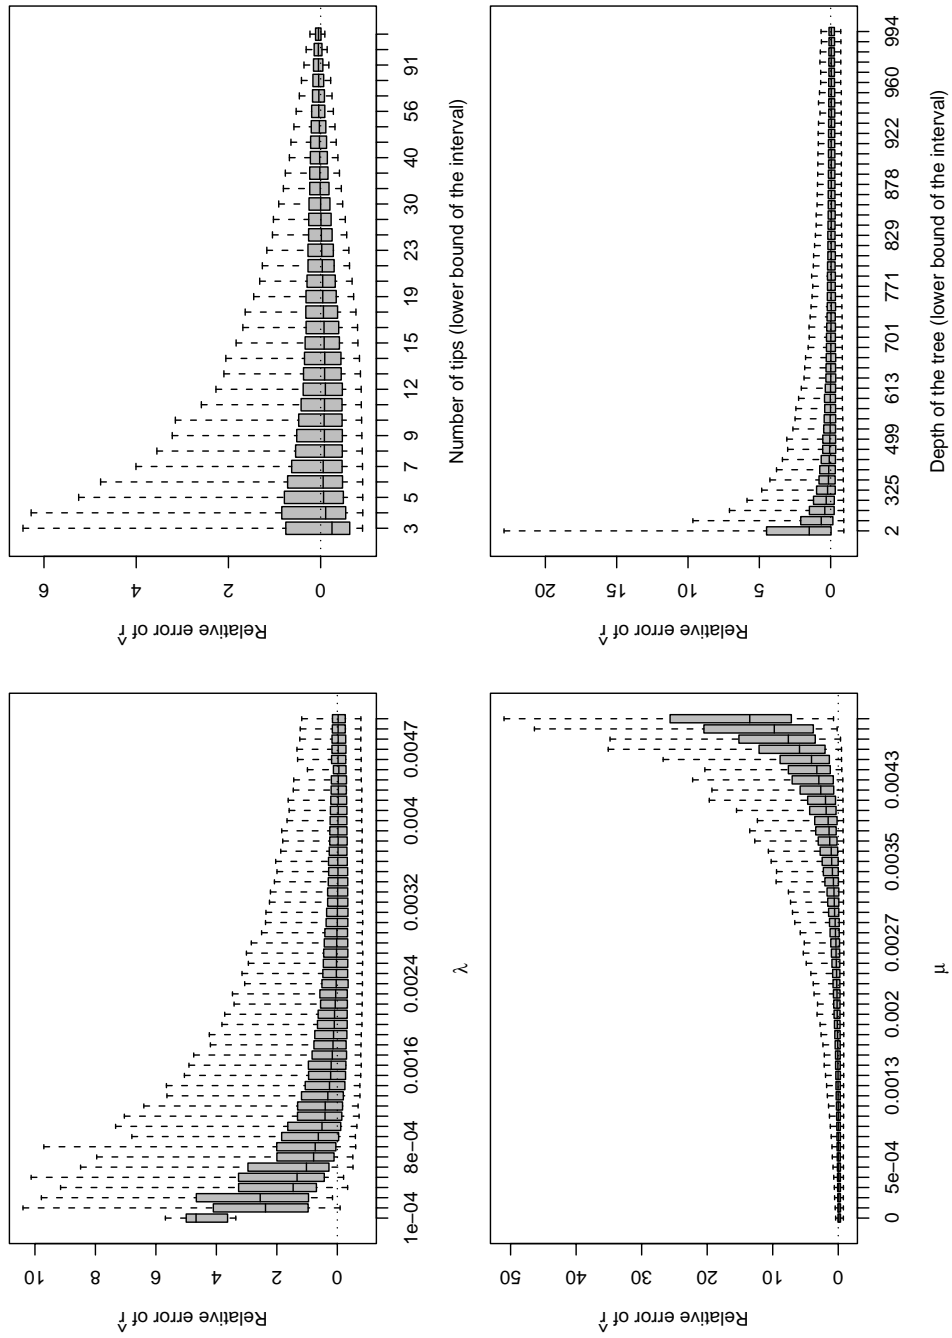 Relative error of r̂
10
8
6
4
2
0
1e−04 8e−04 0.0016 0.0024 0.0032 0.004 0.0047
λ
Relative error of r̂
6
4
2
0
3 5 7 9 12 15 19 23 30 40 56 91
Number of tips (lower bound of the interval)
Relative error of r̂
50
40
30
20
10
0
0 5e−04 0.0013 0.002 0.0027 0.0035 0.0043
μ
Relative error of r̂
20
15
10
5
0
2 325 499 613 701 771 829 878 922 960 994
Depth of the tree (lower bound of the interval)